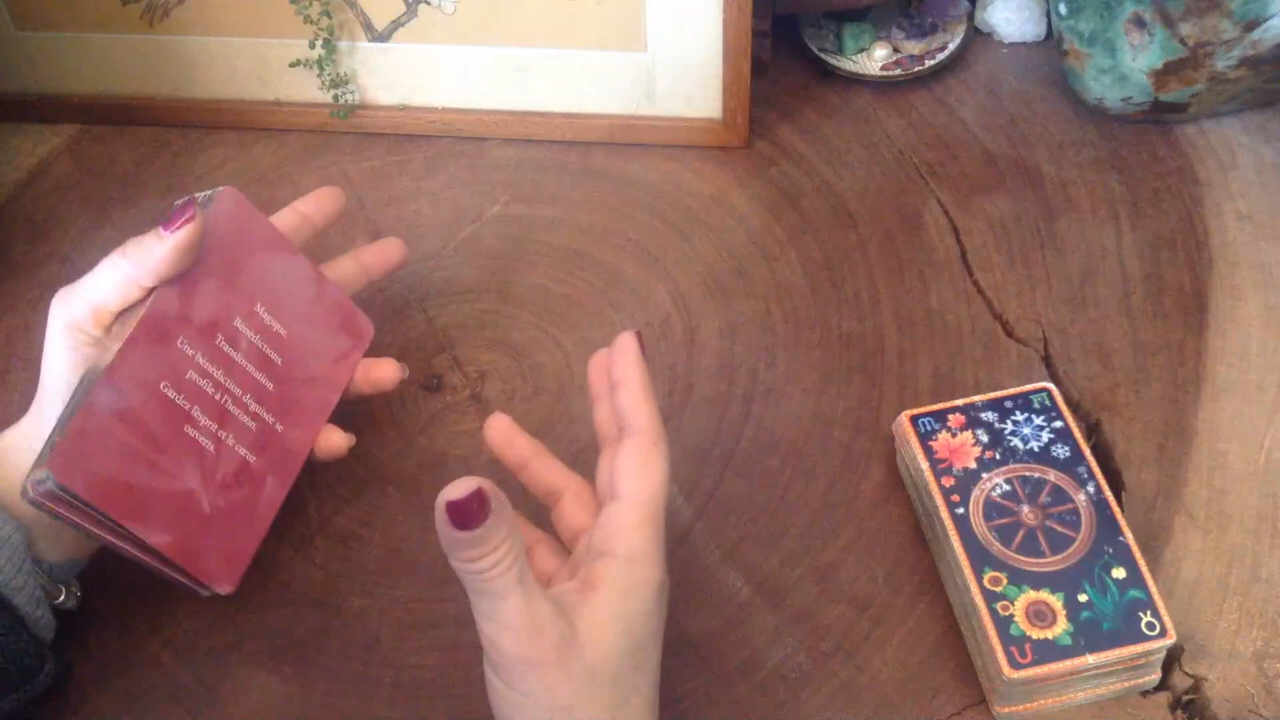 Magique.
Bénédictions.
Transformation.
Une bénédiction déguisée se
profile à l'horizon.
Gardez l'esprit et le cœur
ouverts.